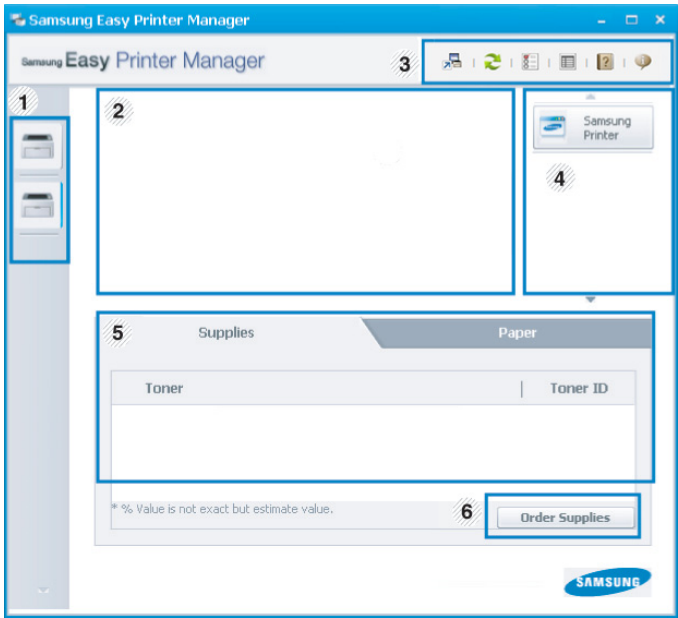 Samsung Easy Printer Manager
Samsung Easy Printer Manager
3
1
2
Samsung
Printer
4
5
Supplies
Paper
Toner
Toner ID
* % Value is not exact but estimate value.
6
Order Supplies
SAMSUNG